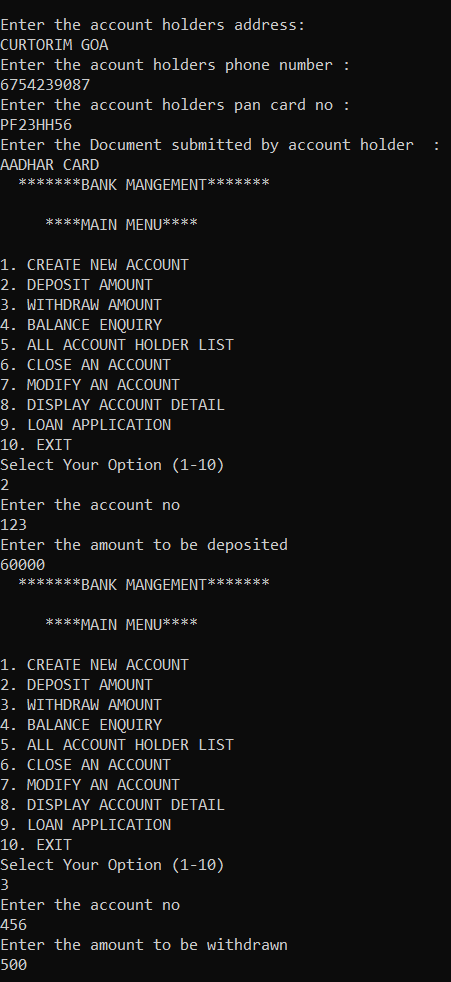 Enter the account holders address:
CURTORIM GOA
Enter the acount holders phone number :
6754239087
Enter the account holders pan card no :
PF23HH56
Enter the Document submitted by account holder  :
AADHAR CARD
*******BANK MANGEMENT*******
****MAIN MENU****
1. CREATE NEW ACCOUNT
2. DEPOSIT AMOUNT
3. WITHDRAW AMOUNT
4. BALANCE ENQUIRY
5. ALL ACCOUNT HOLDER LIST
6. CLOSE AN ACCOUNT
7. MODIFY AN ACCOUNT
8. DISPLAY ACCOUNT DETAIL
9. LOAN APPLICATION
10. EXIT
Select Your Option (1-10)
2
Enter the account no
123
Enter the amount to be deposited
60000
*******BANK MANGEMENT*******
****MAIN MENU****
1. CREATE NEW ACCOUNT
2. DEPOSIT AMOUNT
3. WITHDRAW AMOUNT
4. BALANCE ENQUIRY
5. ALL ACCOUNT HOLDER LIST
6. CLOSE AN ACCOUNT
7. MODIFY AN ACCOUNT
8. DISPLAY ACCOUNT DETAIL
9. LOAN APPLICATION
10. EXIT
Select Your Option (1-10)
3
Enter the account no
456
Enter the amount to be withdrawn
500